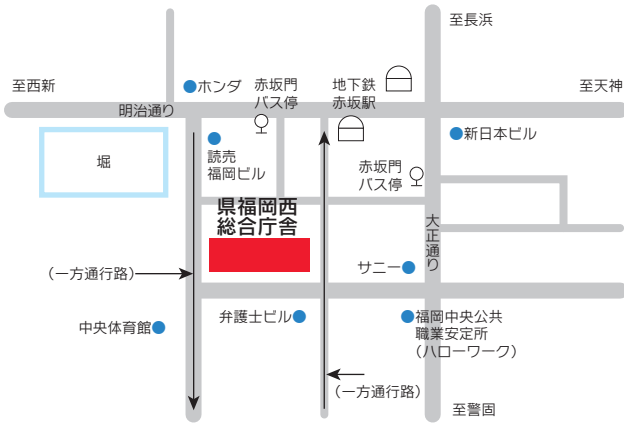 至長浜
至西新
ホンダ
赤坂門
バス停
地下鉄
赤坂駅
至天神
明治通り
新日本ビル
読売
福岡ビル
堀
赤坂門
バス停
県福岡西
総合庁舎
大正通り
（一方通行路）
サニー
中央体育館
弁護士ビル
福岡中央公共
職業安定所
（ハローワーク）
（一方通行路）
至警固